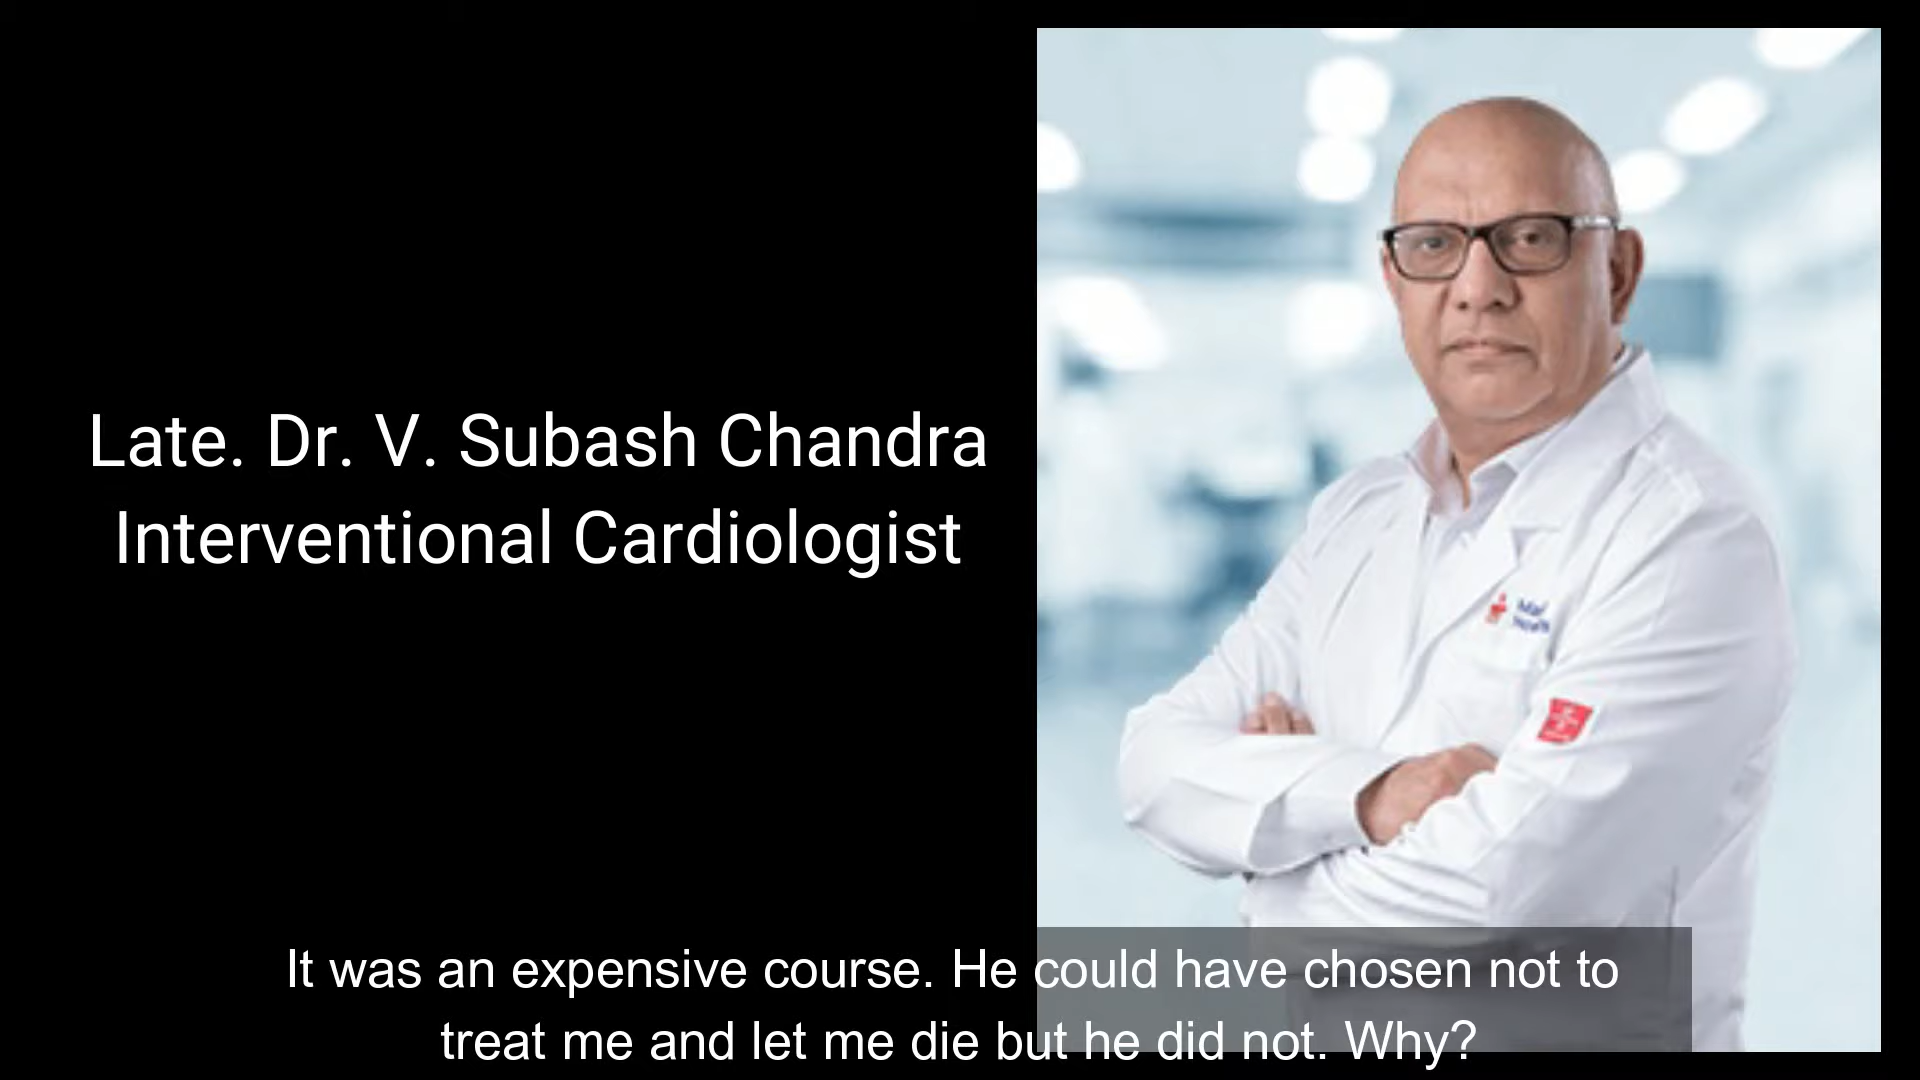 Late. Dr. V. Subash Chandra
Interventional Cardiologist
It was an expensive course. He could have chosen not to
treat me and let me die but he did not. Why?